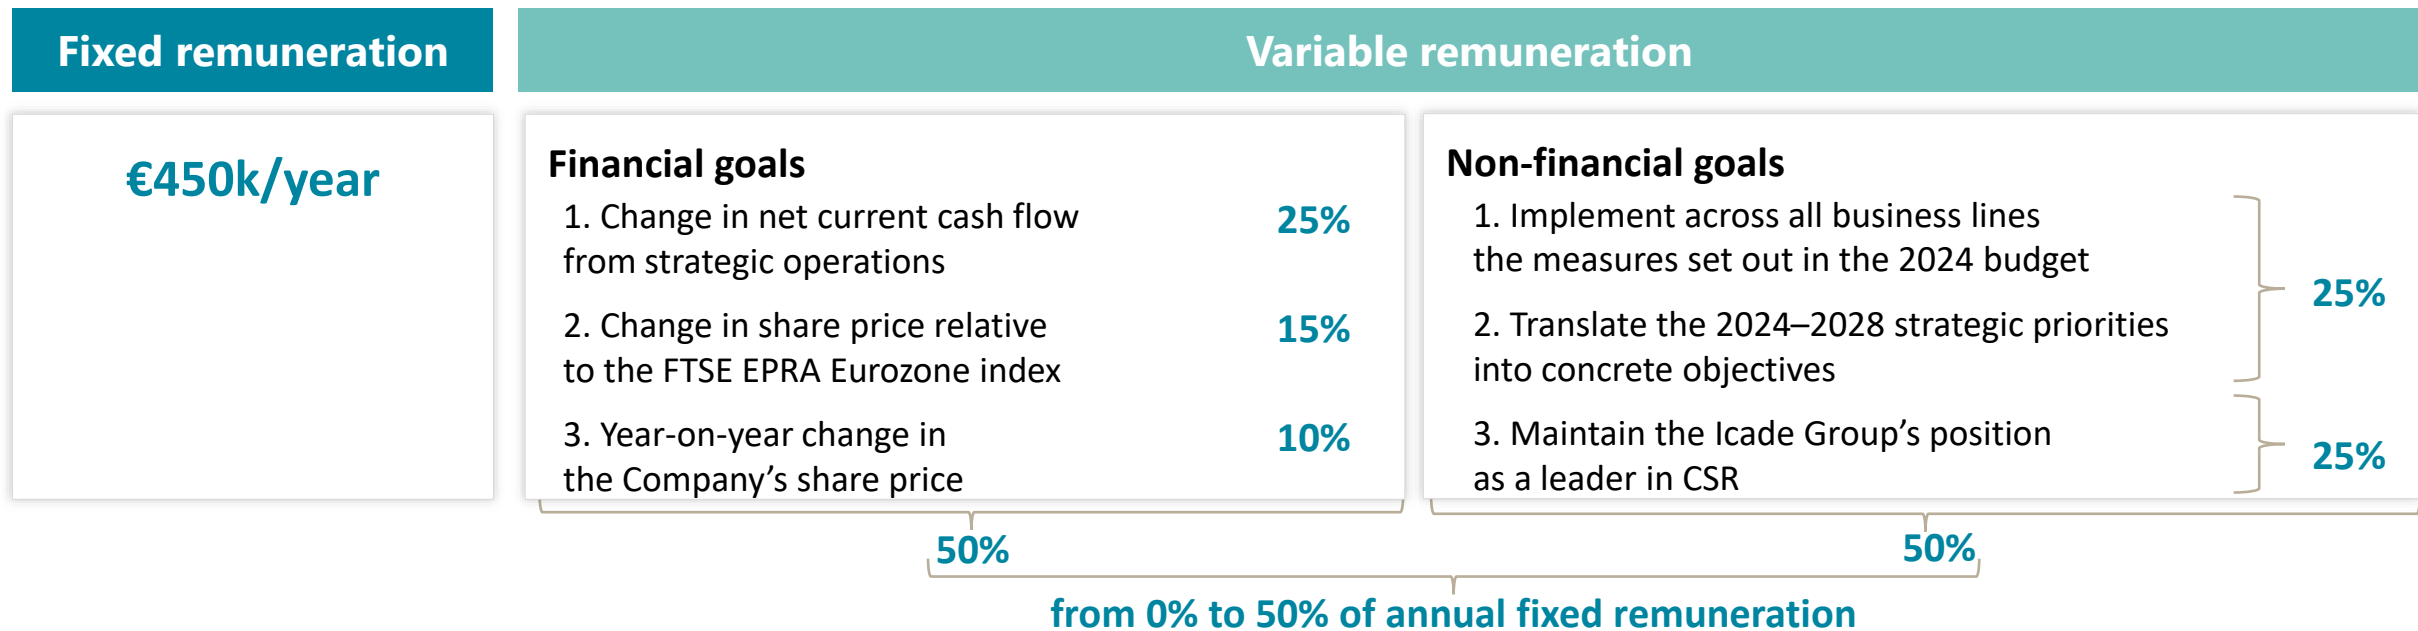 Fixed remuneration
Variable remuneration
€450k/year
Financial goals
1. Change in net current cash flow
from strategic operations
25%
2. Change in share price relative
to the FTSE EPRA Eurozone index
15%
3. Year-on-year change in
the Company’s share price
10%
50%
Non-financial goals
1. Implement across all business lines
the measures set out in the 2024 budget
2. Translate the 2024–2028 strategic priorities
into concrete objectives
25%
3. Maintain the Icade Group’s position
as a leader in CSR
25%
50%
from 0% to 50% of annual fixed remuneration